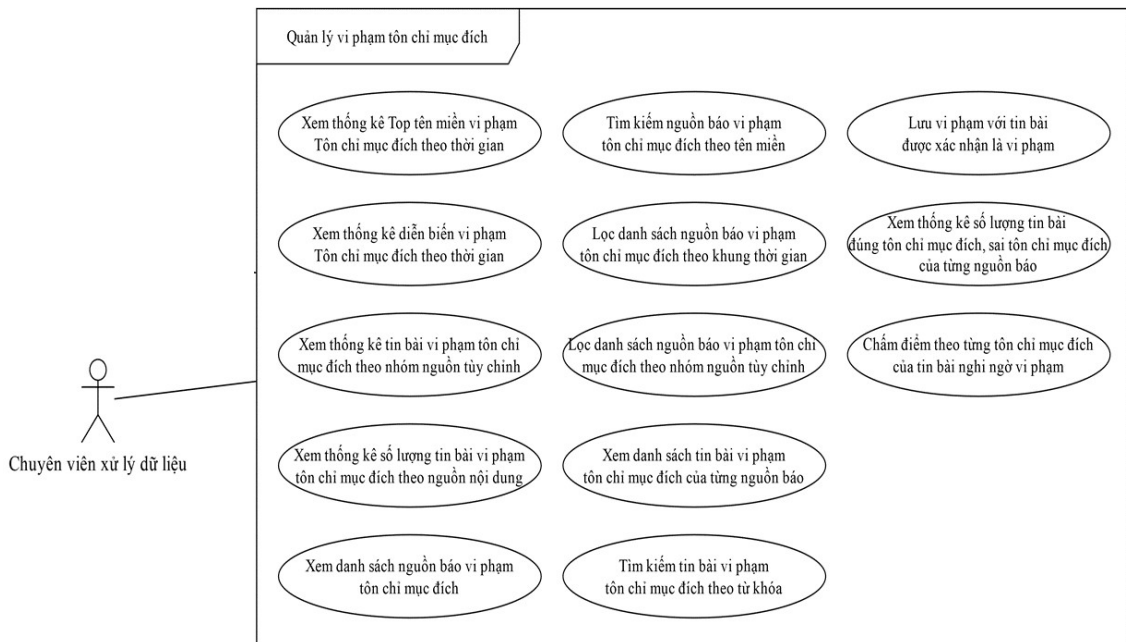 Quản lý vi phạm tôn chỉ mục đích
Xem thống kê Top tên miền vi phạm
Tôn chỉ mục đích theo thời gian
Tìm kiếm nguồn báo vi phạm
tôn chỉ mục đích theo tên miền
Lưu vi phạm với tin bài
được xác nhận là vi phạm
Xem thống kê diễn biến vi phạm
Tôn chỉ mục đích theo thời gian
Lọc danh sách nguồn báo vi phạm
tôn chỉ mục đích theo khung thời gian
Xem thống kê số lượng tin bài
đúng tôn chỉ mục đích, sai tôn chỉ mục đích
của từng nguồn báo
Xem thống kê tin bài vi phạm tôn chỉ
mục đích theo nhóm nguồn tùy chỉnh
Lọc danh sách nguồn báo vi phạm tôn chỉ
mục đích theo nhóm nguồn tùy chỉnh
Chấm điểm theo từng tôn chỉ mục đích
của tin bài nghi ngờ vi phạm
Chuyên viên xử lý dữ liệu
Xem thống kê số lượng tin bài vi phạm
tôn chỉ mục đích theo nguồn nội dung
Xem danh sách tin bài vi phạm
tôn chỉ mục đích của từng nguồn báo
Xem danh sách nguồn báo vi phạm
tôn chỉ mục đích
Tìm kiếm tin bài vi phạm
tôn chỉ mục đích theo từ khóa